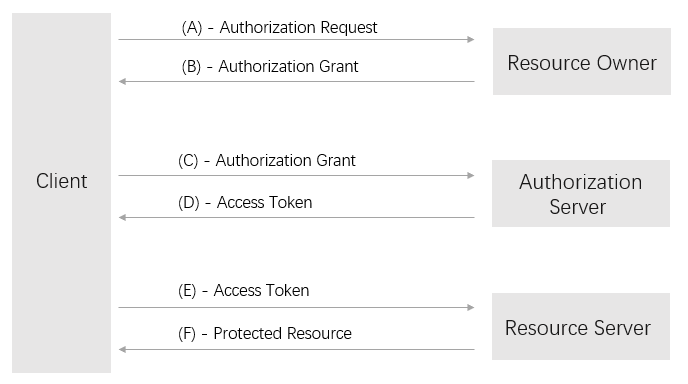 (A) - Authorization Request
(B) - Authorization Grant
Resource Owner
Client
(C) - Authorization Grant
(D) - Access Token
Authorization
Server
(E) - Access Token
(F) - Protected Resource
Resource Server